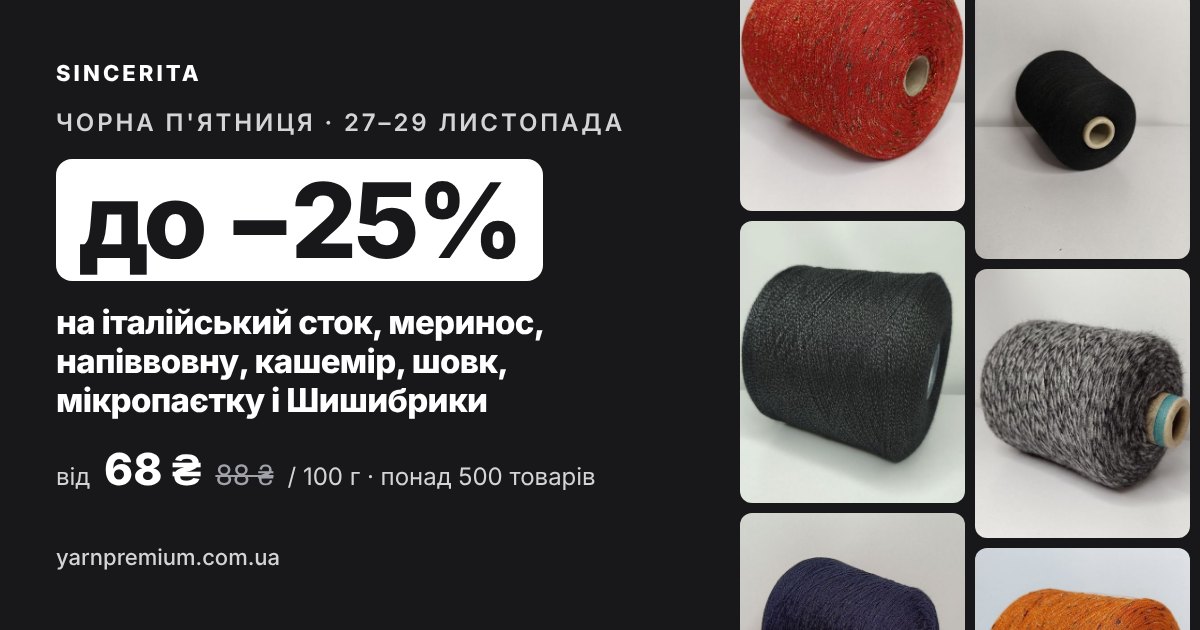 SINCERITA
ЧОРНА П'ЯТНИЦЯ · 27–29 ЛИСТОПАДА
до –25%
на італійський сток, меринос,
напіввовну, кашемір, шовк,
мікропаєтку і Шишибрики
від 68 ₴ 88 ₴ / 100 г · понад 500 товарів
yarnpremium.com.ua